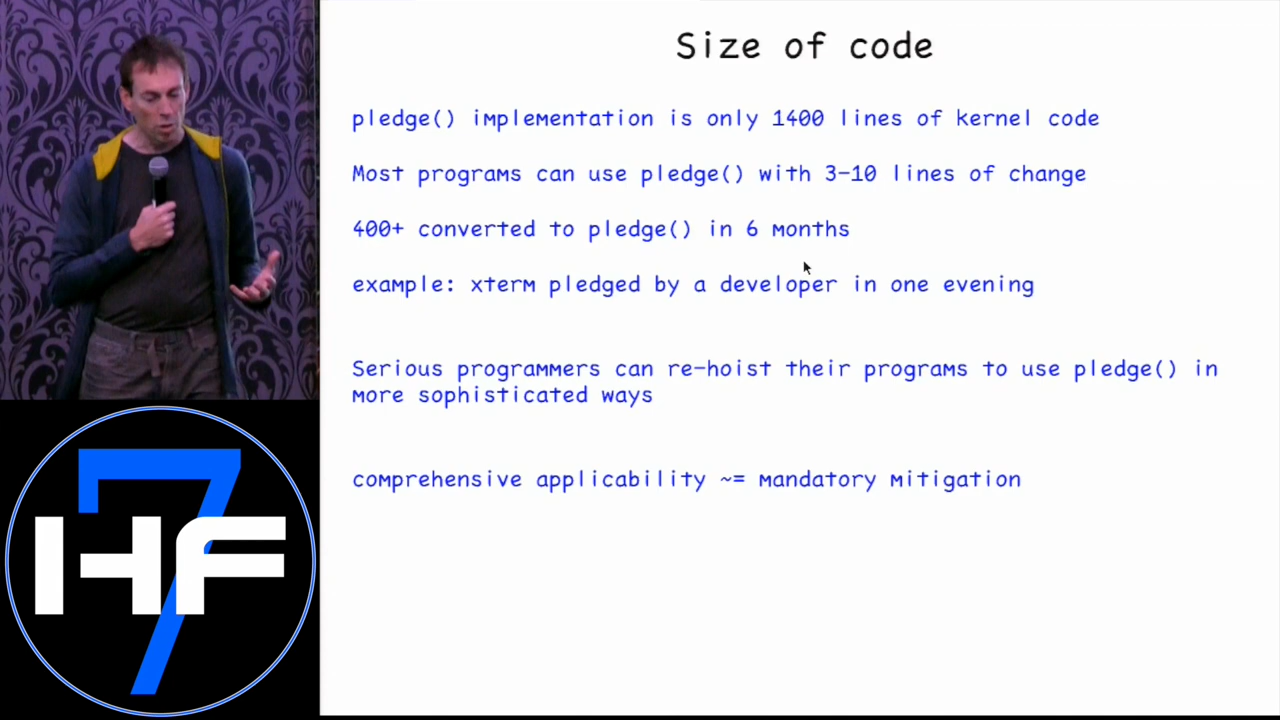 Size of code
pledge() implementation is only 1400 lines of kernel code
Most programs can use pledge() with 3-10 lines of change
400+ converted to pledge() in 6 months
example: xterm pledged by a developer in one evening
Serious programmers can re-hoist their programs to use pledge() in
more sophisticated ways
comprehensive applicability ~= mandatory mitigation
7
HF